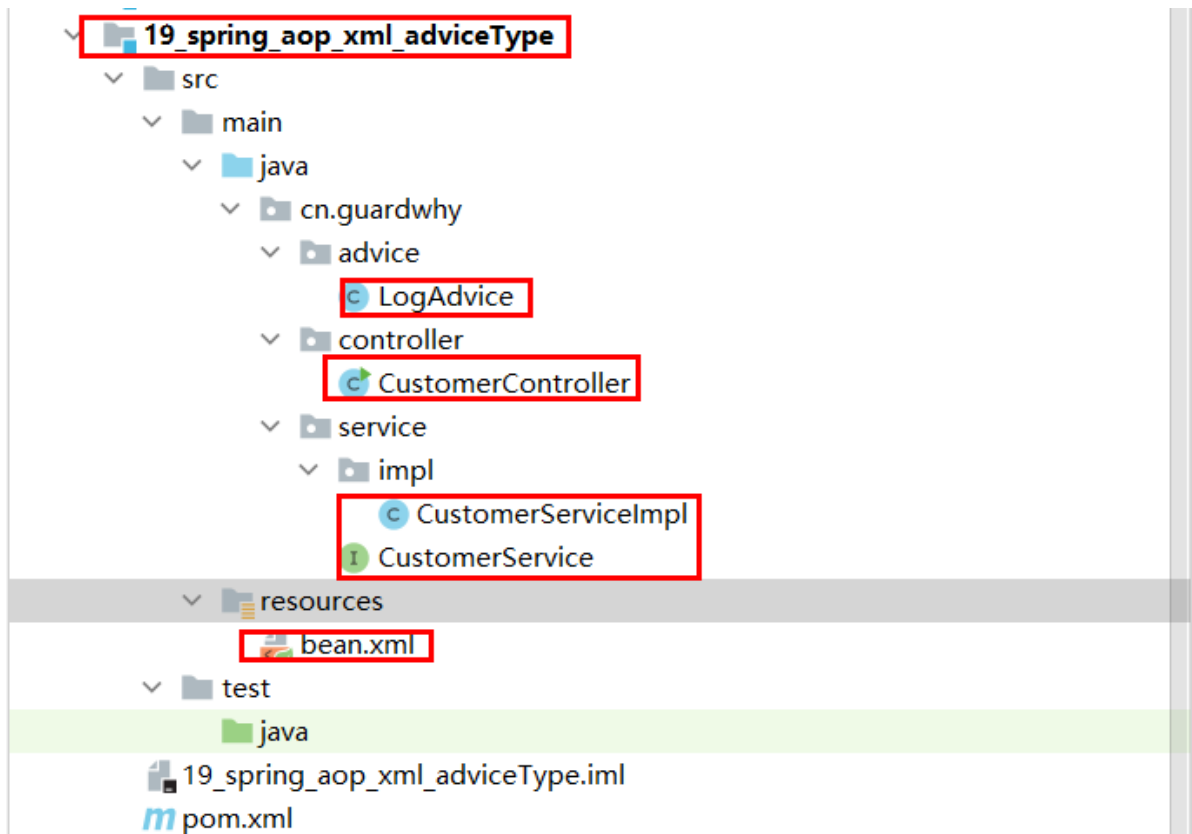 19_spring_aop_xml_adviceType
src
main
java
cn.guardwhy
advice
C LogAdvice
controller
C CustomerController
service
impl
C CustomerServiceImpl
I CustomerService
resources
bean.xml
test
java
19_spring_aop_xml_adviceType.iml
m pom.xml